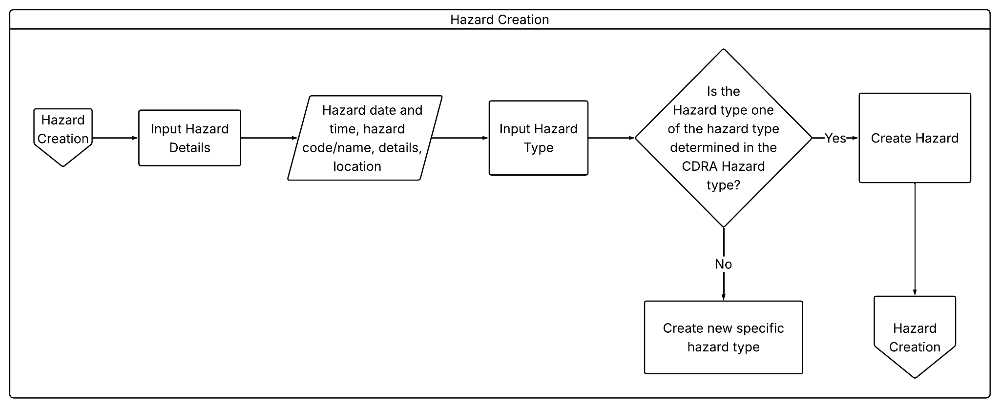 Hazard Creation
Hazard
Creation
Input Hazard
Details
Hazard date and
time, hazard
code/name, details,
location
Input Hazard
Type
Is the
Hazard type one
of the hazard type
determined in the
CDRA Hazard
type?
Yes
Create Hazard
No
Create new specific
hazard type
Hazard
Creation